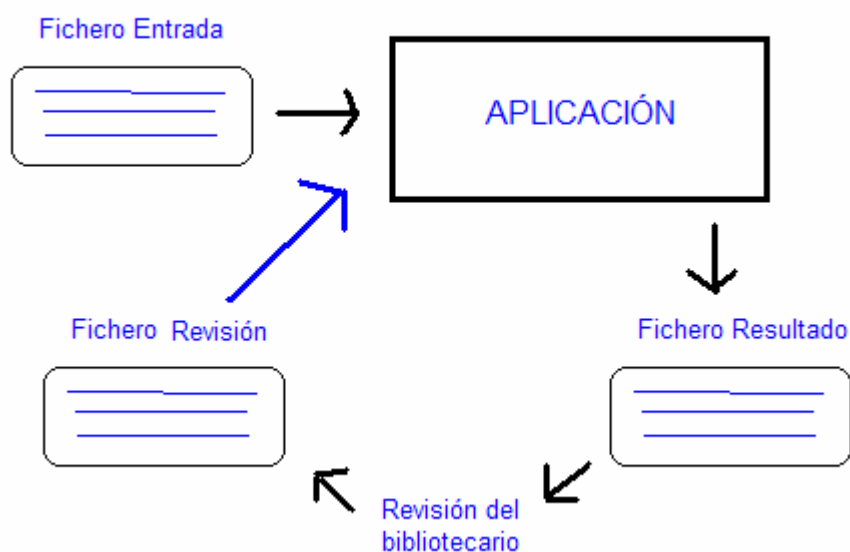 Fichero Entrada
APLICACIÓN
Fichero Revisión
Fichero Resultado
Revisión del
bibliotecario